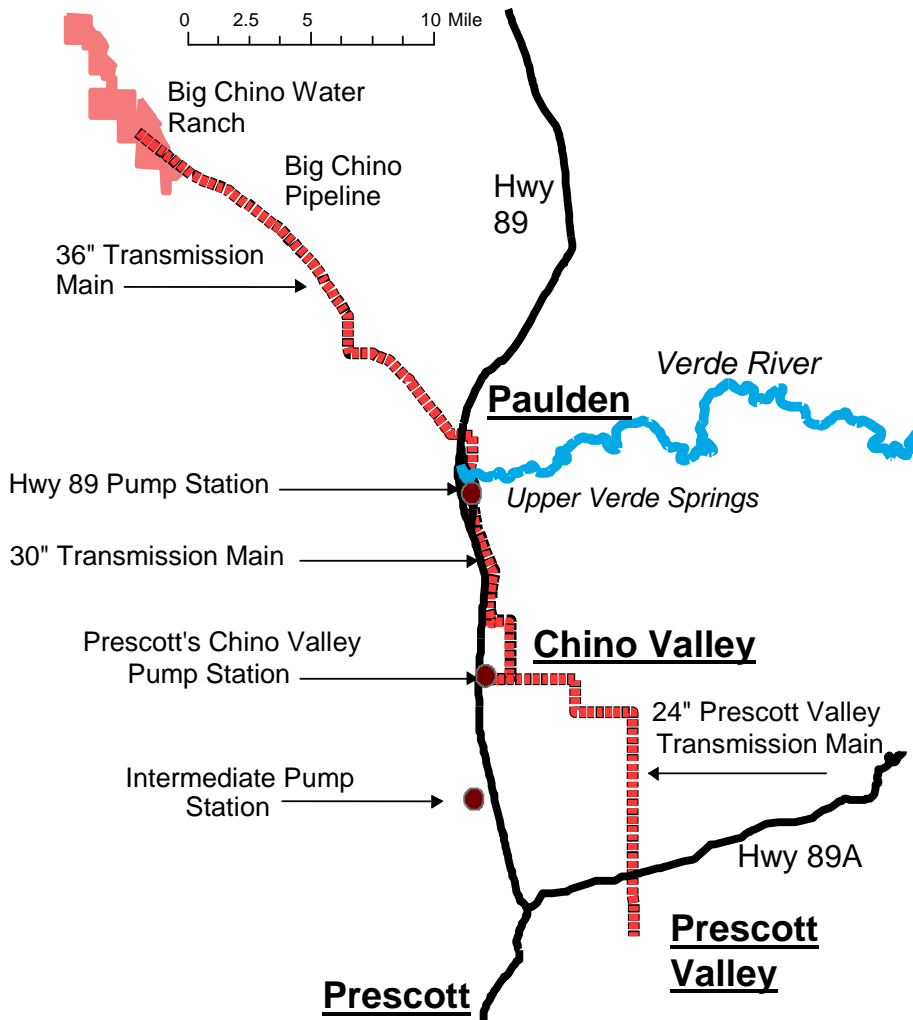 0 2.5 5 10 Mile
Big Chino Water
Ranch
Big Chino
Pipeline
Hwy
89
36" Transmission
Main
Verde River
Paulden
Hwy 89 Pump Station
Upper Verde Springs
30" Transmission Main
Prescott's Chino Valley
Pump Station
Chino Valley
24" Prescott Valley
Transmission Main
Intermediate Pump
Station
Hwy 89A
Prescott
Valley
Prescott